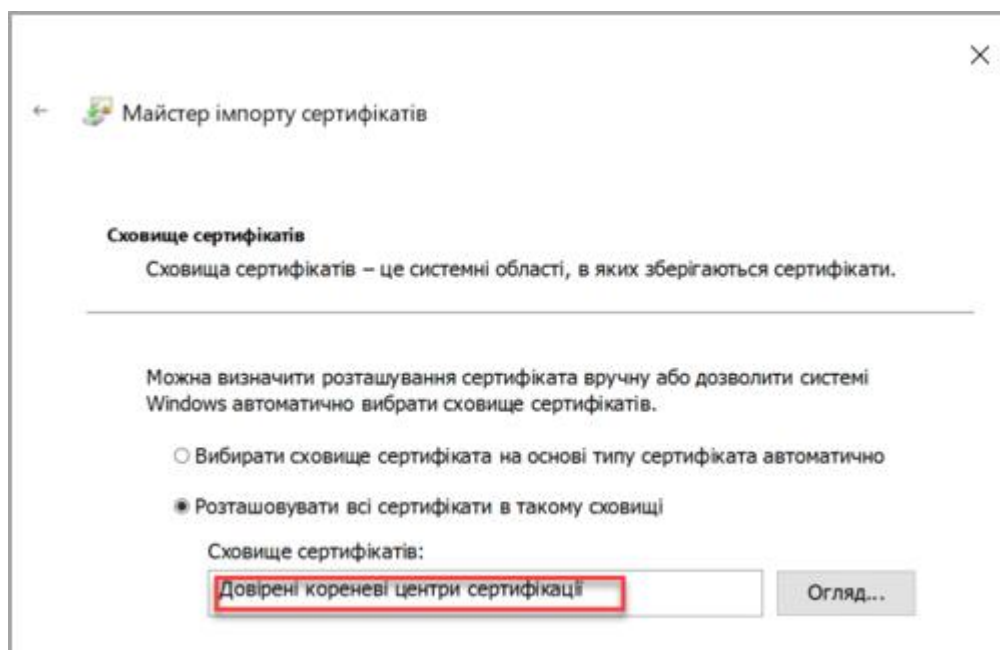 Майстер імпорту сертифікатів
Сховище сертифікатів
Сховища сертифікатів – це системні області, в яких зберігаються сертифікати.
Можна визначити розташування сертифіката вручну або дозволити системі
Windows автоматично вибрати сховище сертифікатів.
Вибирати сховище сертифіката на основі типу сертифіката автоматично
Розташовувати всі сертифікати в такому сховищі
Сховище сертифікатів:
Довірені кореневі центри сертифікації
Огляд...